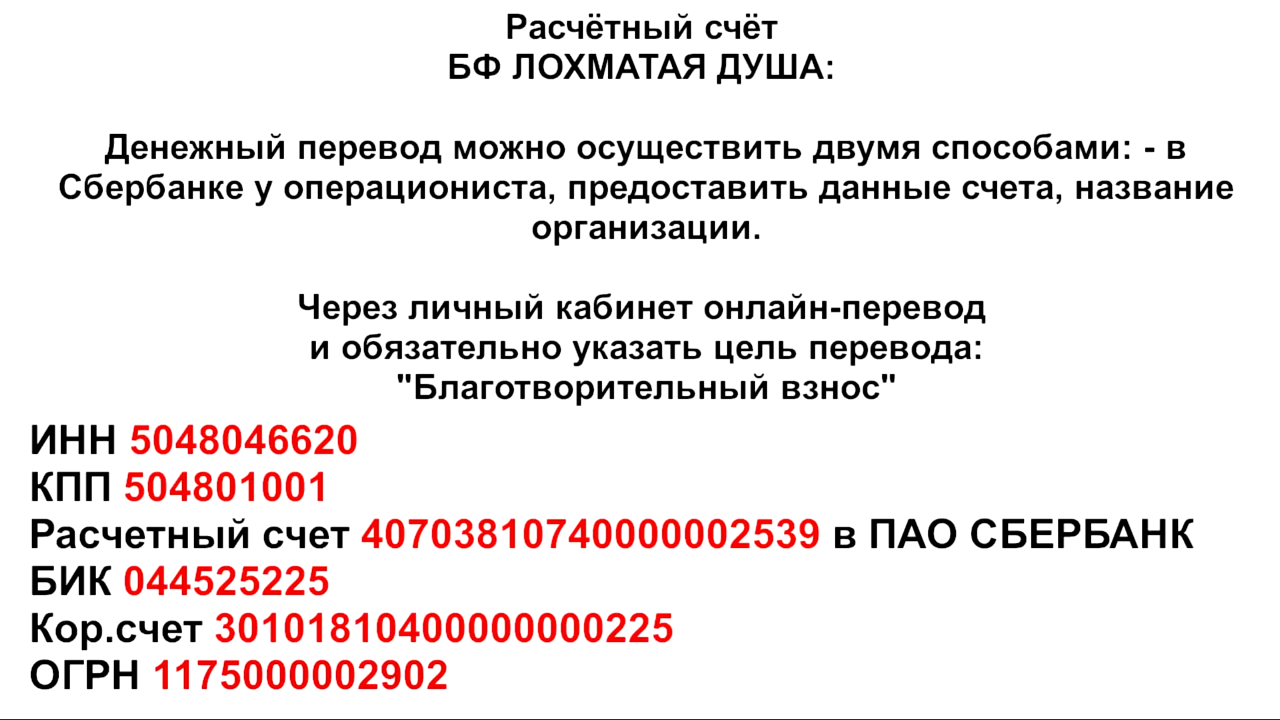 Расчётный счёт
БФ ЛОХМАТАЯ ДУША:
Денежный перевод можно осуществить двумя способами: - в
Сбербанке у операциониста, предоставить данные счета, название
организации.
Через личный кабинет онлайн-перевод
и обязательно указать цель перевода:
"Благотворительный взнос"
ИНН 5048046620
КПП 504801001
Расчетный счет 40703810740000002539 в ПАО СБЕРБАНК
БИК 044525225
Кор.счет 30101810400000000225
ОГРН 1175000002902